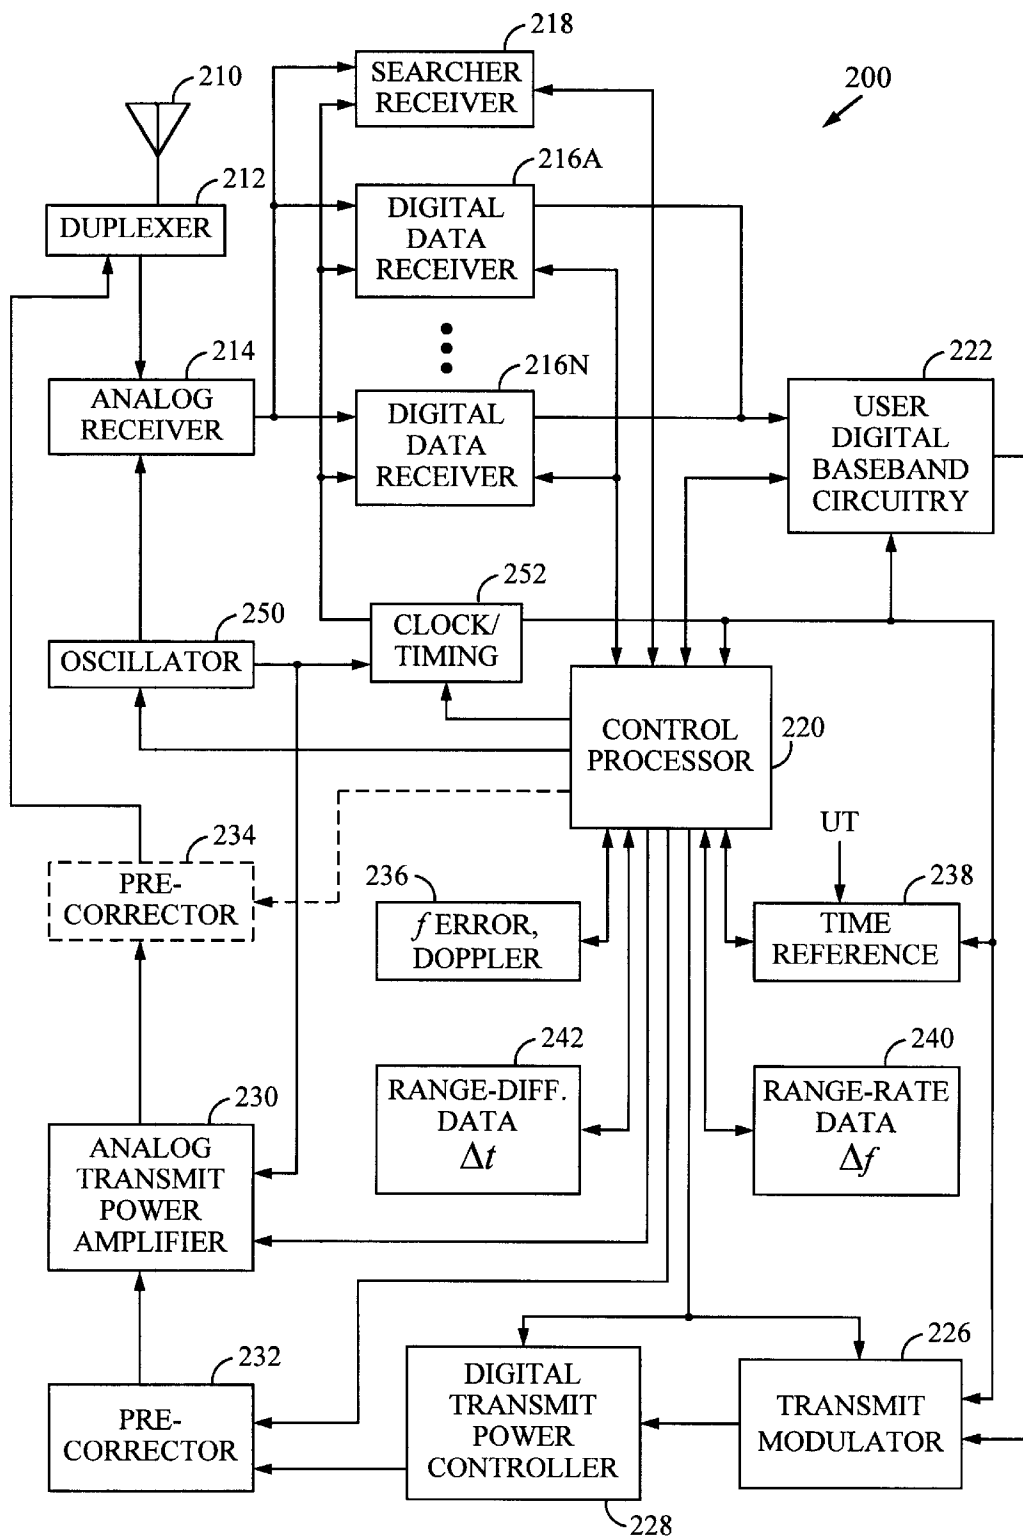 218
SEARCHER
RECEIVER
200
210
216A
212
DUPLEXER
DIGITAL
DATA
RECEIVER
214
ANALOG
RECEIVER
216N
DIGITAL
DATA
RECEIVER
222
USER
DIGITAL
BASEBAND
CIRCUITRY
252
CLOCK/
TIMING
250
OSCILLATOR
CONTROL
PROCESSOR
220
UT
234
PRE-
CORRECTOR
236
f ERROR,
DOPPLER
238
TIME
REFERENCE
242
RANGE-DIFF.
DATA
Δt
240
RANGE-RATE
DATA
Δf
230
ANALOG
TRANSMIT
POWER
AMPLIFIER
232
PRE-
CORRECTOR
DIGITAL
TRANSMIT
POWER
CONTROLLER
228
226
TRANSMIT
MODULATOR